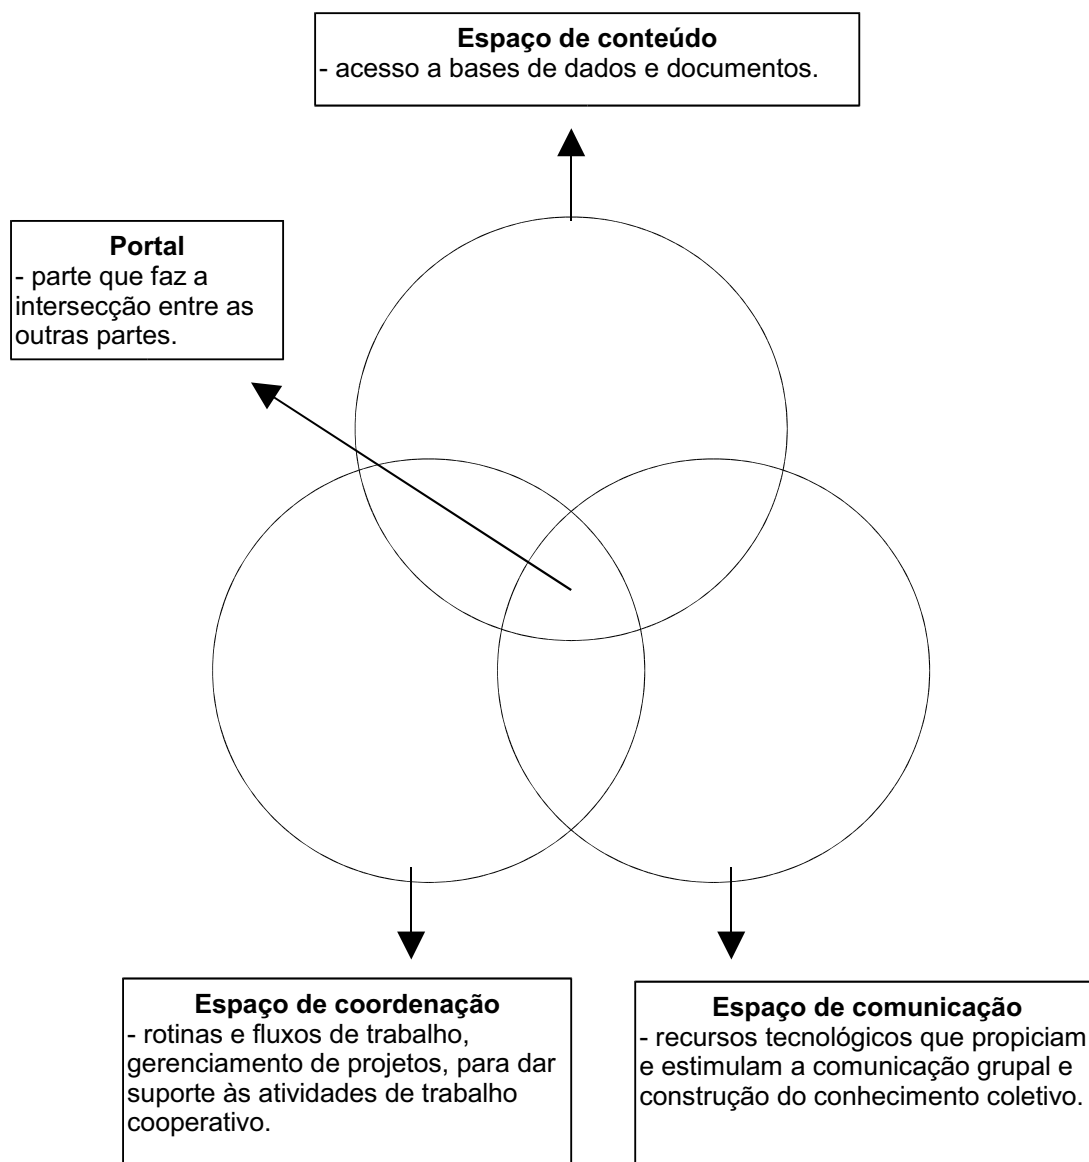 Espaço de conteúdo
- acesso a bases de dados e documentos.
Portal
- parte que faz a
intersecção entre as
outras partes.
Espaço de coordenação
- rotinas e fluxos de trabalho,
gerenciamento de projetos, para dar
suporte às atividades de trabalho
cooperativo.
Espaço de comunicação
- recursos tecnológicos que propiciam
e estimulam a comunicação grupal e
construção do conhecimento coletivo.